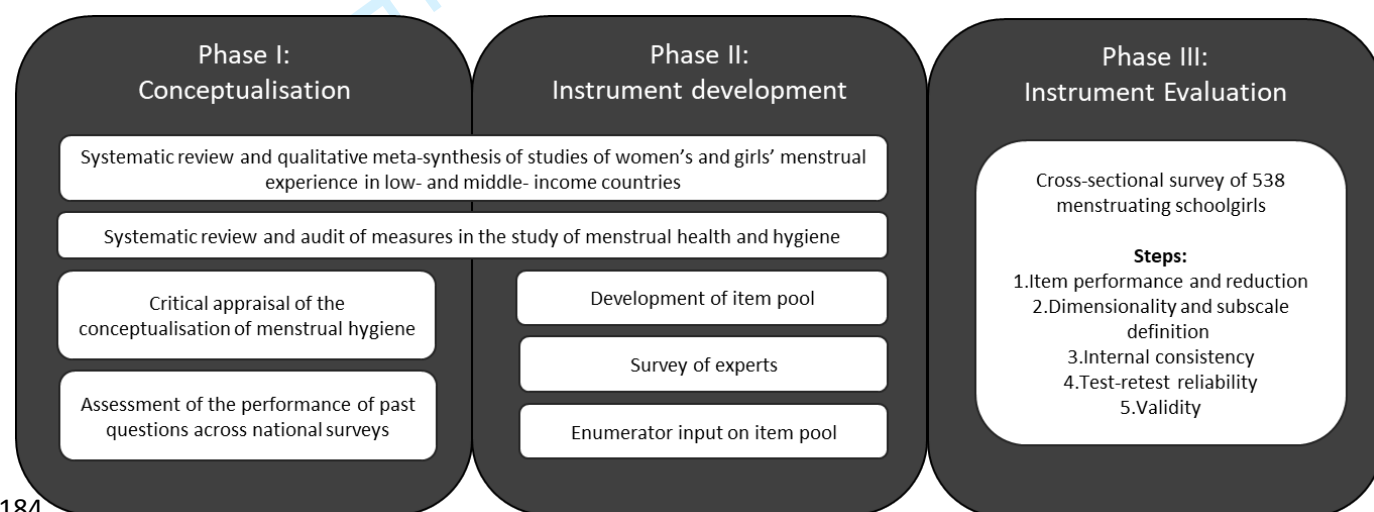 Phase I:
Conceptualisation
Phase II:
Instrument development
Phase III:
Instrument Evaluation
Systematic review and qualitative meta-synthesis of studies of women's and girls' menstrual
experience in low- and middle- income countries
Systematic review and audit of measures in the study of menstrual health and hygiene
Critical appraisal of the
conceptualisation of menstrual hygiene
Assessment of the performance of past
questions across national surveys
Development of item pool
Survey of experts
Enumerator input on item pool
Cross-sectional survey of 538
menstruating schoolgirls
Steps:
1.Item performance and reduction
2.Dimensionality and subscale
definition
3.Internal consistency
4.Test-retest reliability
5.Validity
184